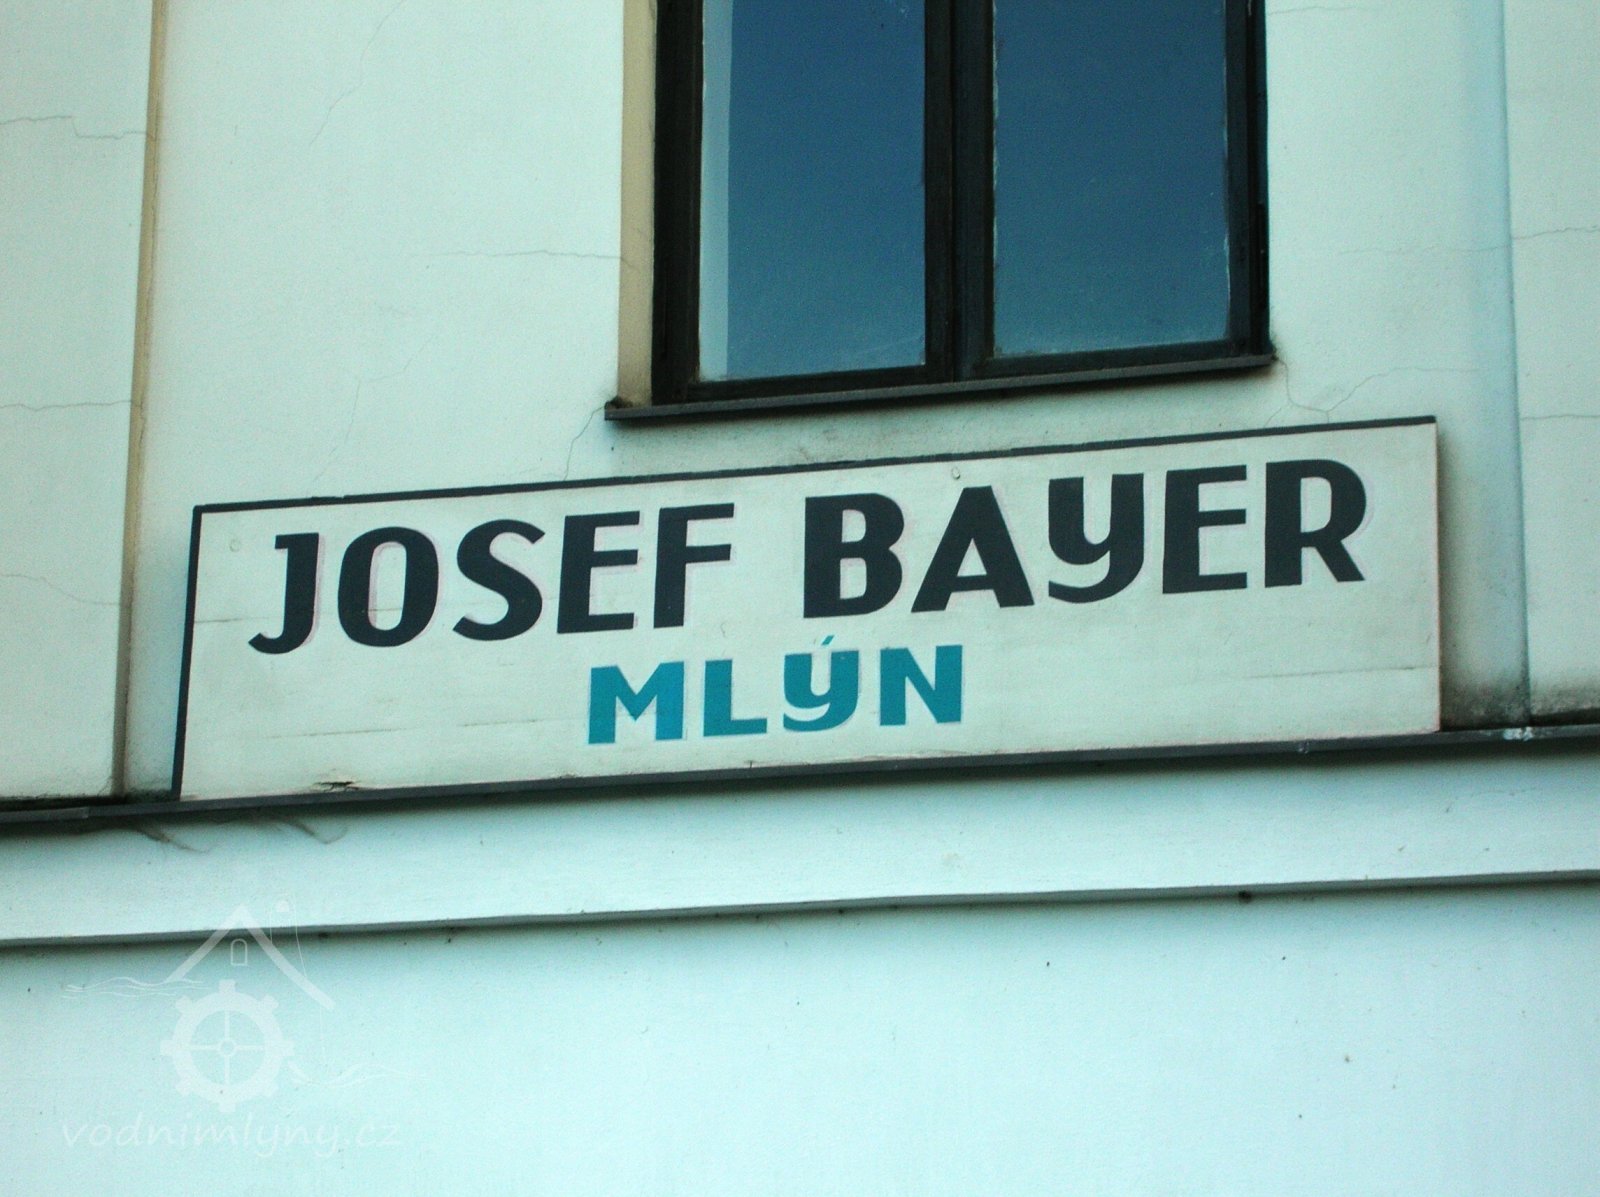 JOSEF BAYER
MLÝN
vodnimlyny.cz